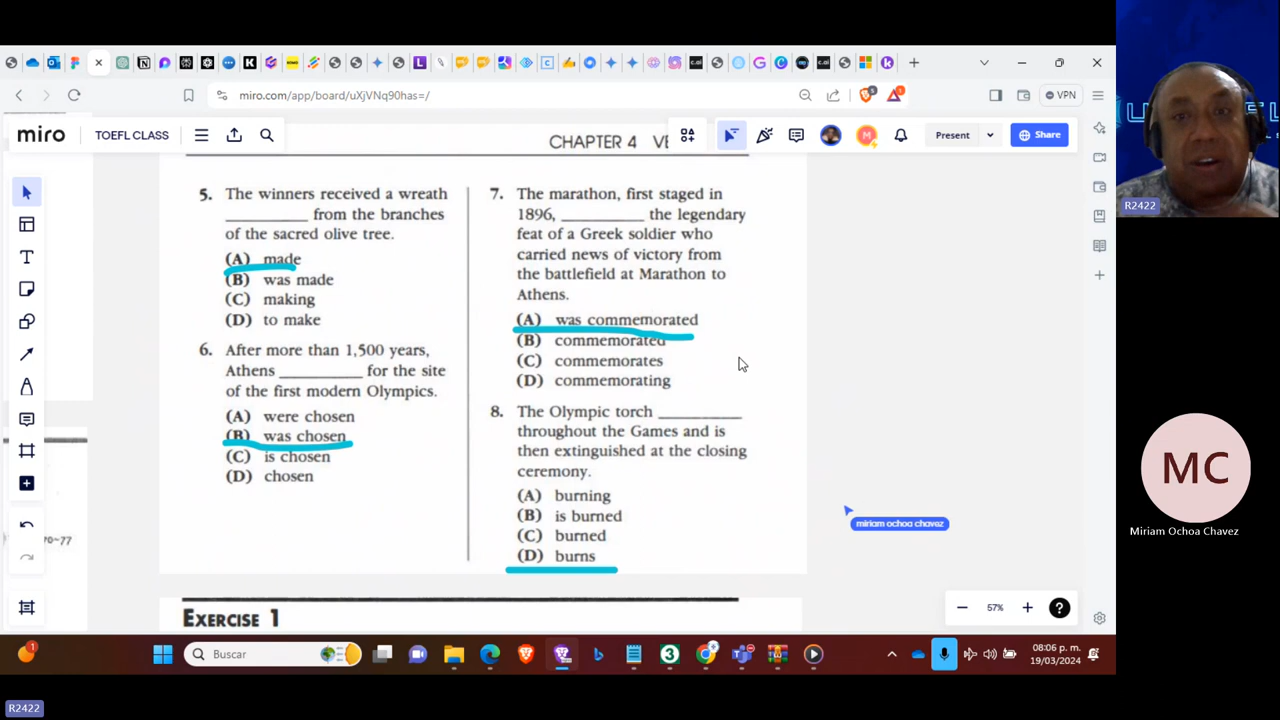 miro.com/app/board/uXjVNq90has=/
VPN
miro
TOEFL CLASS
M
Present
Share
CHAPTER 4 VE
5. The winners received a wreath
__________ from the branches
of the sacred olive tree.
(A) made
(B) was made
(C) making
(D) to make
6. After more than 1,500 years,
Athens __________ for the site
of the first modern Olympics.
(A) were chosen
(B) was chosen
(C) is chosen
(D) chosen
7. The marathon, first staged in
1896, __________ the legendary
feat of a Greek soldier who
carried news of victory from
the battlefield at Marathon to
Athens.
(A) was commemorated
(B) commemorated
(C) commemorates
(D) commemorating
8. The Olympic torch __________
throughout the Games and is
then extinguished at the closing
ceremony.
(A) burning
(B) is burned
(C) burned
(D) burns
EXERCISE 1
70~77
miriam ochoa chavez
57%
R2422
MC
Miriam Ochoa Chavez
Buscar
08:06 p. m.
19/03/2024
R2422